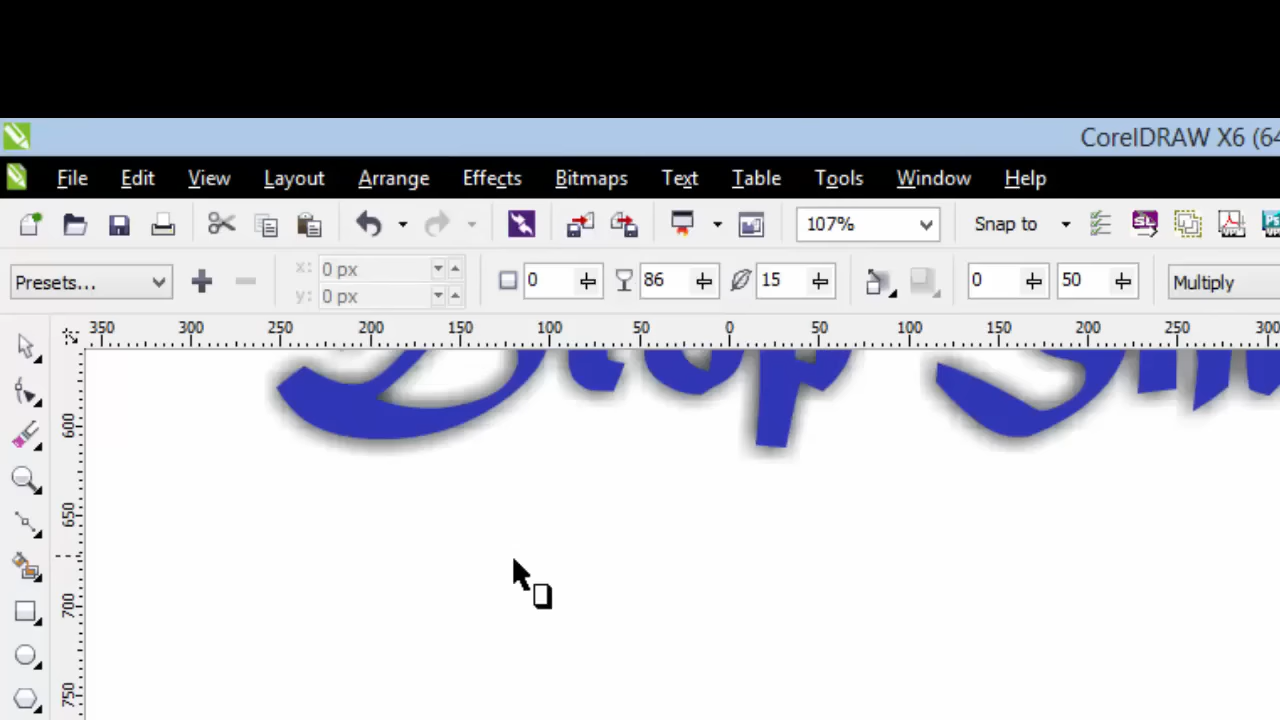 CorelDRAW X6 (64
File Edit View Layout Arrange Effects Bitmaps Text Table Tools Window Help
107% Snap to
Presets... x: 0 px 0 86 15 0 50 Multiply
y: 0 px
350 300 250 200 150 100 50 0 50 100 150 200 250 300
Stop Sm
600
650
700
750